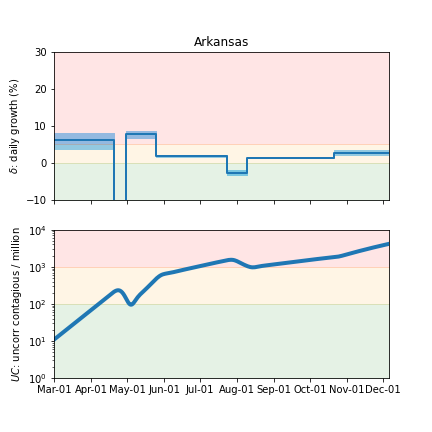 Arkansas
δ: daily growth (%)
30
20
10
0
−10
UC: uncorr contagious / million
10⁴
10³
10²
10¹
10⁰
Mar-01 Apr-01 May-01 Jun-01 Jul-01 Aug-01 Sep-01 Oct-01 Nov-01 Dec-01